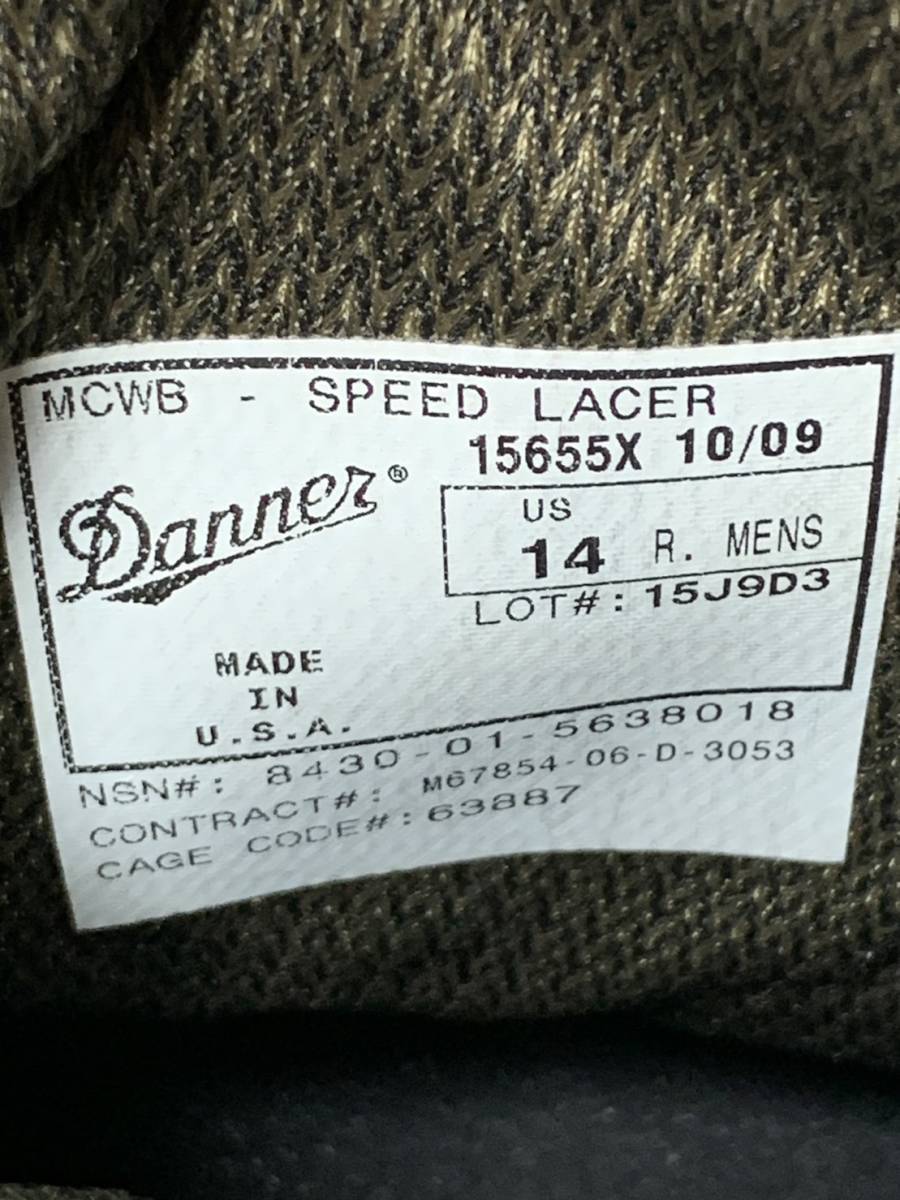 MCWB - SPEED LACER
15655X 10/09
Danner®
US
14 R. MENS
LOT#: 15J9D3
MADE
IN
U.S.A.
NSN#: 8430-01-5638018
CONTRACT#: M67854-06-D-3053
CAGE CODE#: 63887